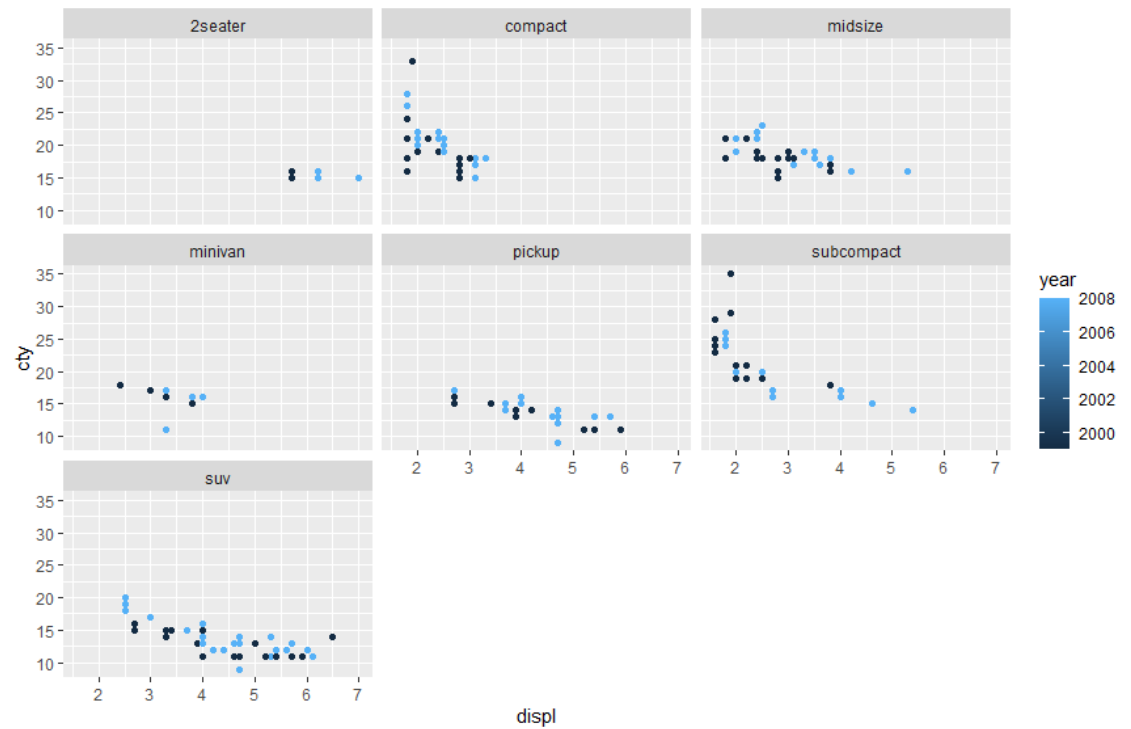 2seater compact midsize
35
30
25
20
15
10
minivan pickup subcompact
35
30
25
20
15
10
2 3 4 5 6 7 2 3 4 5 6 7
suv
35
30
25
20
15
10
2 3 4 5 6 7
displ
cty
year
2008
2006
2004
2002
2000